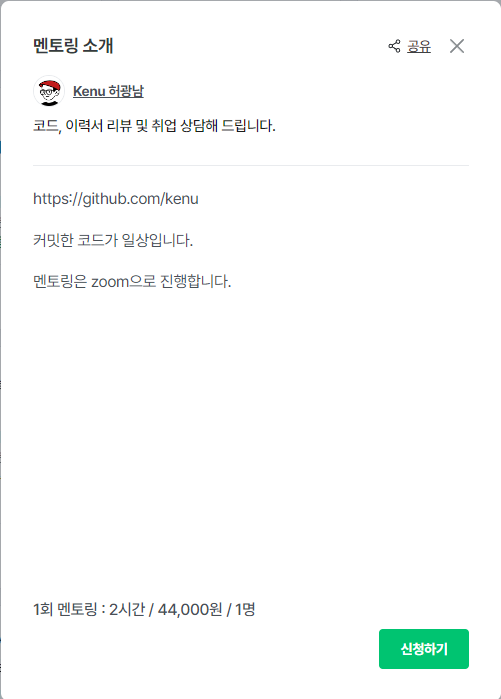 멘토링 소개
공유
Kenu 허광남
코드, 이력서 리뷰 및 취업 상담해 드립니다.
https://github.com/kenu
커밋한 코드가 일상입니다.
멘토링은 zoom으로 진행합니다.
1회 멘토링 : 2시간 / 44,000원 / 1명
신청하기